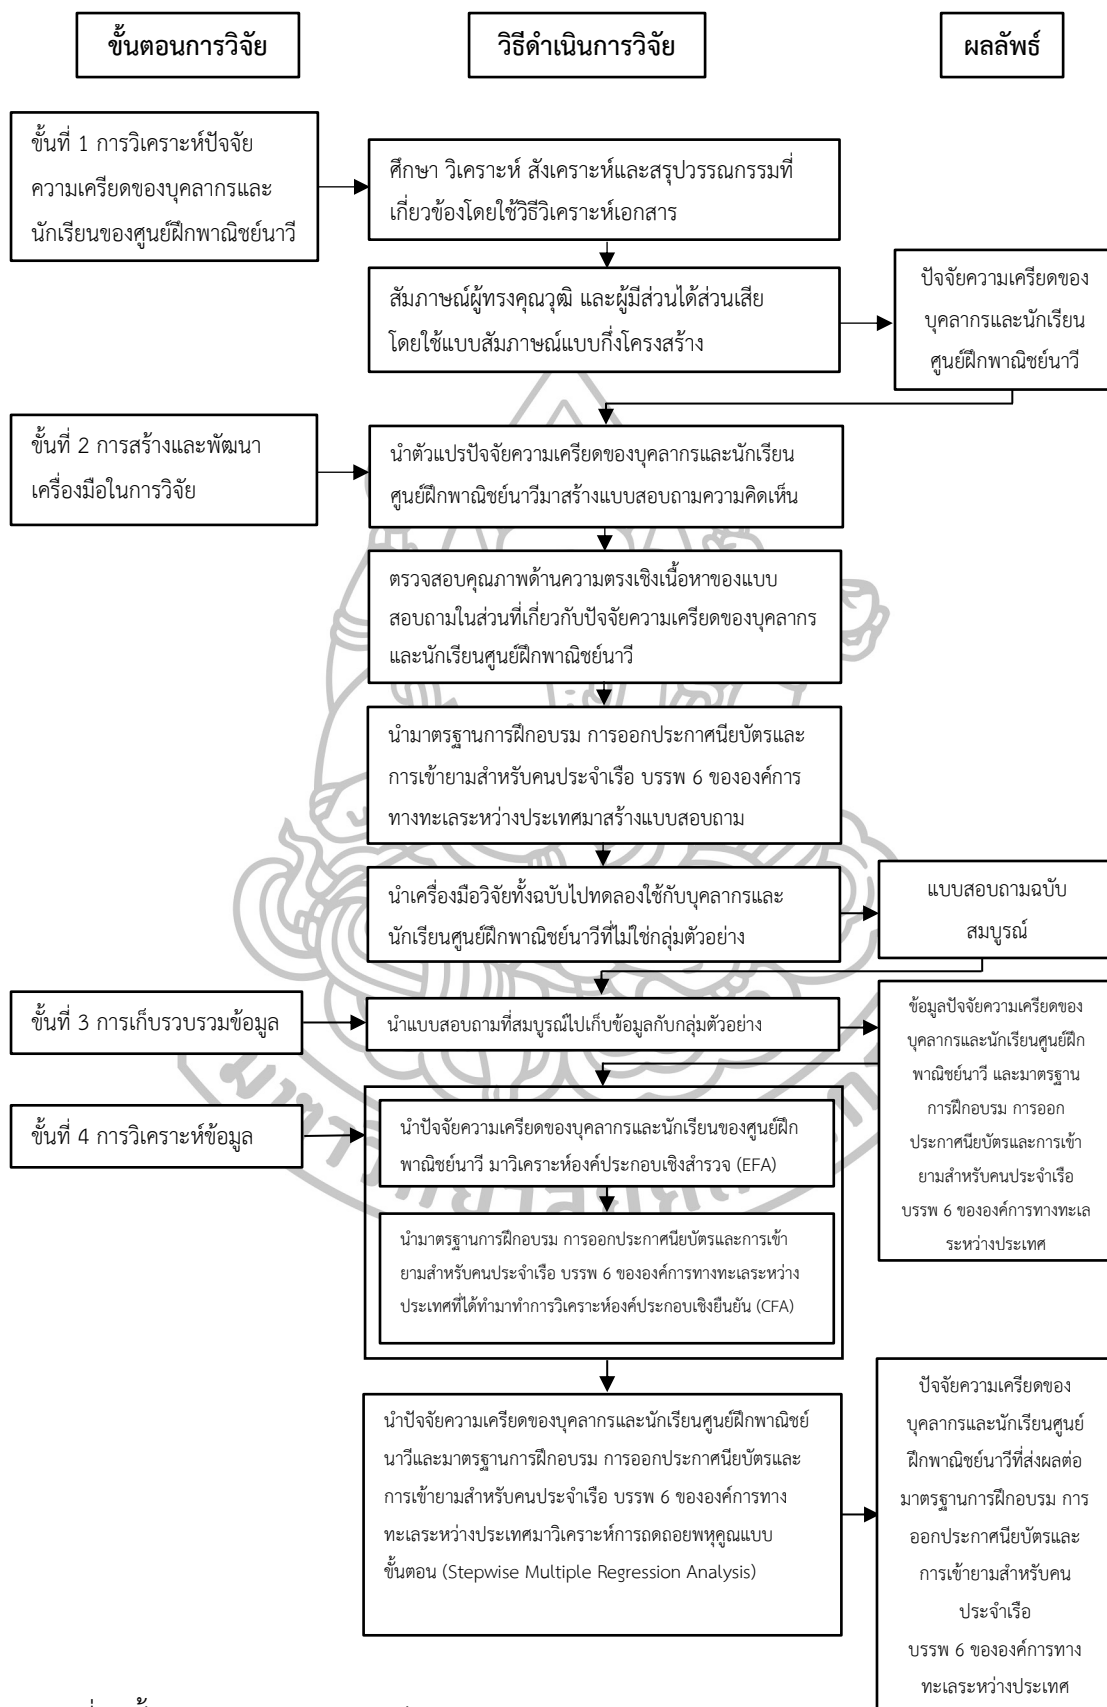 ขั้นตอนการวิจัย
วิธีดำเนินการวิจัย
ผลลัพธ์
ขั้นที่ 1 การวิเคราะห์ปัจจัย
ความเครียดของบุคลากรและ
นักเรียนของศูนย์ฝึกพาณิชย์นาวี
ศึกษา วิเคราะห์ สังเคราะห์และสรุปวรรณกรรมที่
เกี่ยวข้องโดยใช้วิธีวิเคราะห์เอกสาร
สัมภาษณ์ผู้ทรงคุณวุฒิ และผู้มีส่วนได้ส่วนเสีย
โดยใช้แบบสัมภาษณ์แบบกึ่งโครงสร้าง
ปัจจัยความเครียดของ
บุคลากรและนักเรียน
ศูนย์ฝึกพาณิชย์นาวี
ขั้นที่ 2 การสร้างและพัฒนา
เครื่องมือในการวิจัย
นำตัวแปรปัจจัยความเครียดของบุคลากรและนักเรียน
ศูนย์ฝึกพาณิชย์นาวีมาสร้างแบบสอบถามความคิดเห็น
ตรวจสอบคุณภาพด้านความตรงเชิงเนื้อหาของแบบ
สอบถามในส่วนที่เกี่ยวกับปัจจัยความเครียดของบุคลากร
และนักเรียนศูนย์ฝึกพาณิชย์นาวี
นำมาตรฐานการฝึกอบรม การออกประกาศนียบัตรและ
การเข้ายามสำหรับคนประจำเรือ บรรพ 6 ขององค์การ
ทางทะเลระหว่างประเทศมาสร้างแบบสอบถาม
นำเครื่องมือวิจัยทั้งฉบับไปทดลองใช้กับบุคลากรและ
นักเรียนศูนย์ฝึกพาณิชย์นาวีที่ไม่ใช่กลุ่มตัวอย่าง
แบบสอบถามฉบับ
สมบูรณ์
ขั้นที่ 3 การเก็บรวบรวมข้อมูล
นำแบบสอบถามที่สมบูรณ์ไปเก็บข้อมูลกับกลุ่มตัวอย่าง
ข้อมูลปัจจัยความเครียดของ
บุคลากรและนักเรียนศูนย์ฝึก
พาณิชย์นาวี และมาตรฐาน
การฝึกอบรม การออก
ประกาศนียบัตรและการเข้า
ยามสำหรับคนประจำเรือ
บรรพ 6 ขององค์การทางทะเล
ระหว่างประเทศ
ขั้นที่ 4 การวิเคราะห์ข้อมูล
นำปัจจัยความเครียดของบุคลากรและนักเรียนของศูนย์ฝึก
พาณิชย์นาวี มาวิเคราะห์องค์ประกอบเชิงสำรวจ (EFA)
นำมาตรฐานการฝึกอบรม การออกประกาศนียบัตรและการเข้า
ยามสำหรับคนประจำเรือ บรรพ 6 ขององค์การทางทะเลระหว่าง
ประเทศที่ได้ทำมาทำการวิเคราะห์องค์ประกอบเชิงยืนยัน (CFA)
นำปัจจัยความเครียดของบุคลากรและนักเรียนศูนย์ฝึกพาณิชย์
นาวีและมาตรฐานการฝึกอบรม การออกประกาศนียบัตรและ
การเข้ายามสำหรับคนประจำเรือ บรรพ 6 ขององค์การทาง
ทะเลระหว่างประเทศมาวิเคราะห์การถดถอยพหุคูณแบบ
ขั้นตอน (Stepwise Multiple Regression Analysis)
ปัจจัยความเครียดของ
บุคลากรและนักเรียนศูนย์
ฝึกพาณิชย์นาวีที่ส่งผลต่อ
มาตรฐานการฝึกอบรม การ
ออกประกาศนียบัตรและ
การเข้ายามสำหรับคน
ประจำเรือ
บรรพ 6 ขององค์การทาง
ทะเลระหว่างประเทศ